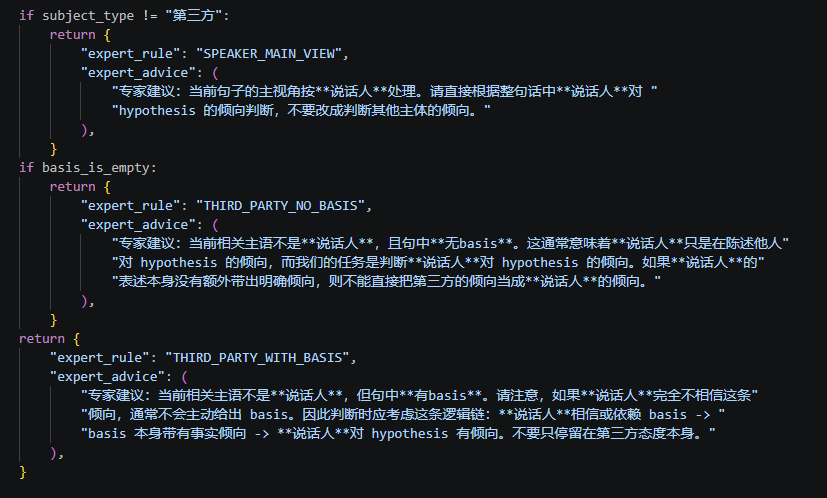 if subject_type != "第三方":
    return {
        "expert_rule": "SPEAKER_MAIN_VIEW",
        "expert_advice": (
            "专家建议：当前句子的主视角按**说话人**处理。请直接根据整句话中**说话人**对 "
            "hypothesis 的倾向判断，不要改成判断其他主体的倾向。"
        ),
    }
if basis_is_empty:
    return {
        "expert_rule": "THIRD_PARTY_NO_BASIS",
        "expert_advice": (
            "专家建议：当前相关主语不是**说话人**，且句中**无basis**。这通常意味着**说话人**只是在陈述他人"
            "对 hypothesis 的倾向，而我们的任务是判断**说话人**对 hypothesis 的倾向。如果**说话人**的"
            "表述本身没有额外带出明确倾向，则不能直接把第三方的倾向当成**说话人**的倾向。"
        ),
    }
return {
    "expert_rule": "THIRD_PARTY_WITH_BASIS",
    "expert_advice": (
        "专家建议：当前相关主语不是**说话人**，但句中**有basis**。请注意，如果**说话人**完全不相信这条"
        "倾向，通常不会主动给出 basis。因此判断时应考虑这条逻辑链：**说话人**相信或依赖 basis -> "
        "basis 本身带有事实倾向 -> **说话人**对 hypothesis 有倾向。不要只停留在第三方态度本身。"
    ),
}